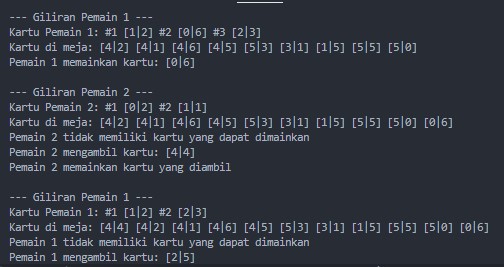 --- Giliran Pemain 1 ---
Kartu Pemain 1: #1 [1|2] #2 [0|6] #3 [2|3]
Kartu di meja: [4|2] [4|1] [4|6] [4|5] [5|3] [3|1] [1|5] [5|5] [5|0]
Pemain 1 memainkan kartu: [0|6]
--- Giliran Pemain 2 ---
Kartu Pemain 2: #1 [0|2] #2 [1|1]
Kartu di meja: [4|2] [4|1] [4|6] [4|5] [5|3] [3|1] [1|5] [5|5] [5|0] [0|6]
Pemain 2 tidak memiliki kartu yang dapat dimainkan
Pemain 2 mengambil kartu: [4|4]
Pemain 2 memainkan kartu yang diambil
--- Giliran Pemain 1 ---
Kartu Pemain 1: #1 [1|2] #2 [2|3]
Kartu di meja: [4|4] [4|2] [4|1] [4|6] [4|5] [5|3] [3|1] [1|5] [5|5] [5|0] [0|6]
Pemain 1 tidak memiliki kartu yang dapat dimainkan
Pemain 1 mengambil kartu: [2|5]